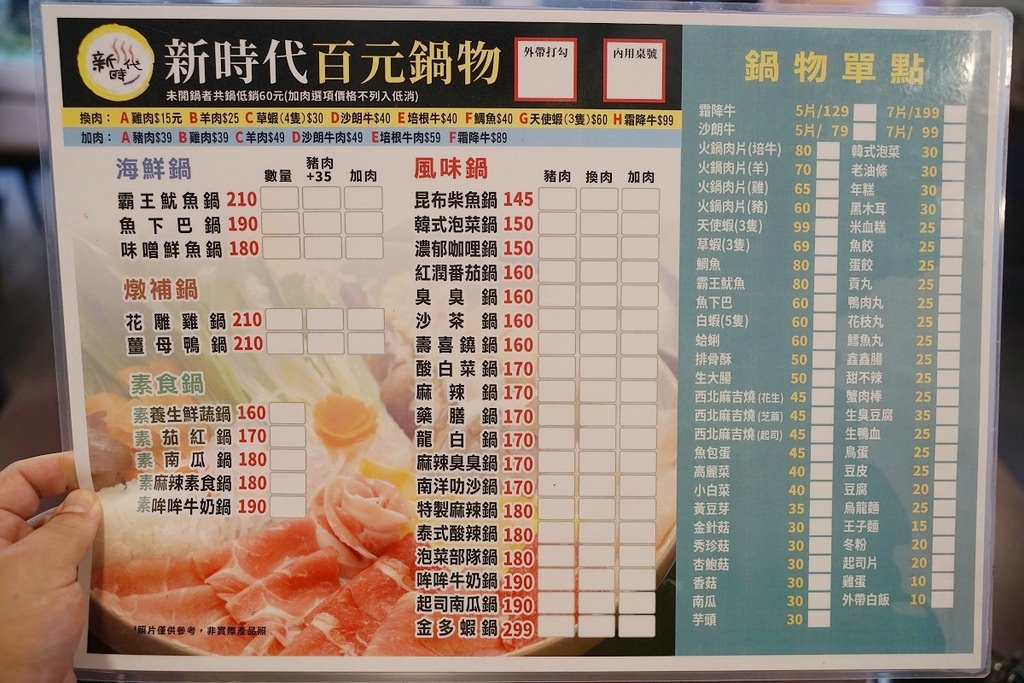 新時代
新時代百元鍋物
未開鍋者共鍋低銷60元(加肉選項價格不列入低消)
外帶打勾
內用桌號
換肉： A雞肉$15元 B羊肉$25 C草蝦(4隻)$30 D沙朗牛$40 E培根牛$40 F鯛魚$40 G天使蝦(3隻)$60 H霜降牛$99
加肉： A豬肉$39 B雞肉$39 C羊肉$49 D沙朗牛肉$49 E培根牛肉$59 F霜降牛$89
海鮮鍋 數量 豬肉+35 加肉
霸王魷魚鍋 210
魚下巴鍋 190
味噌鮮魚鍋 180
燉補鍋
花雕雞鍋 210
薑母鴨鍋 210
素食鍋
素養生鮮蔬鍋 160
素茄紅鍋 170
素南瓜鍋 180
素麻辣素食鍋 180
素哞哞牛奶鍋 190
*照片僅供參考，非實際產品照
風味鍋 豬肉 換肉 加肉
昆布柴魚鍋 145
韓式泡菜鍋 150
濃郁咖哩鍋 150
紅潤番茄鍋 160
臭臭鍋 160
沙茶鍋 160
壽喜鐃鍋 160
酸白菜鍋 170
麻辣鍋 170
藥膳鍋 170
龍白鍋 170
麻辣臭臭鍋 170
南洋叻沙鍋 170
特製麻辣鍋 180
泰式酸辣鍋 180
泡菜部隊鍋 180
哞哞牛奶鍋 190
起司南瓜鍋 190
金多蝦鍋 299
鍋物單點
霜降牛 5片/129 7片/199
沙朗牛 5片/ 79 7片/ 99
火鍋肉片(培牛) 80
火鍋肉片(羊) 70
火鍋肉片(雞) 65
火鍋肉片(豬) 60
天使蝦(3隻) 99
草蝦(3隻) 69
鯛魚 80
霸王魷魚 80
魚下巴 60
白蝦(5隻) 60
蛤蜊 60
排骨酥 50
生大腸 50
西北麻吉燒(花生) 45
西北麻吉燒(芝麻) 45
西北麻吉燒(起司) 45
魚包蛋 45
高麗菜 40
小白菜 40
黃豆芽 35
金針菇 30
秀珍菇 30
杏鮑菇 30
香菇 30
南瓜 30
芋頭 30
韓式泡菜 30
老油條 30
年糕 30
黑木耳 30
米血糕 25
魚餃 25
蛋餃 25
貢丸 25
鴨肉丸 25
花枝丸 25
鱈魚丸 25
鑫鑫腸 25
甜不辣 25
蟹肉棒 25
生臭豆腐 35
生鴨血 25
鳥蛋 25
豆皮 25
豆腐 20
烏龍麵 25
王子麵 15
冬粉 20
起司片 20
雞蛋 10
外帶白飯 10